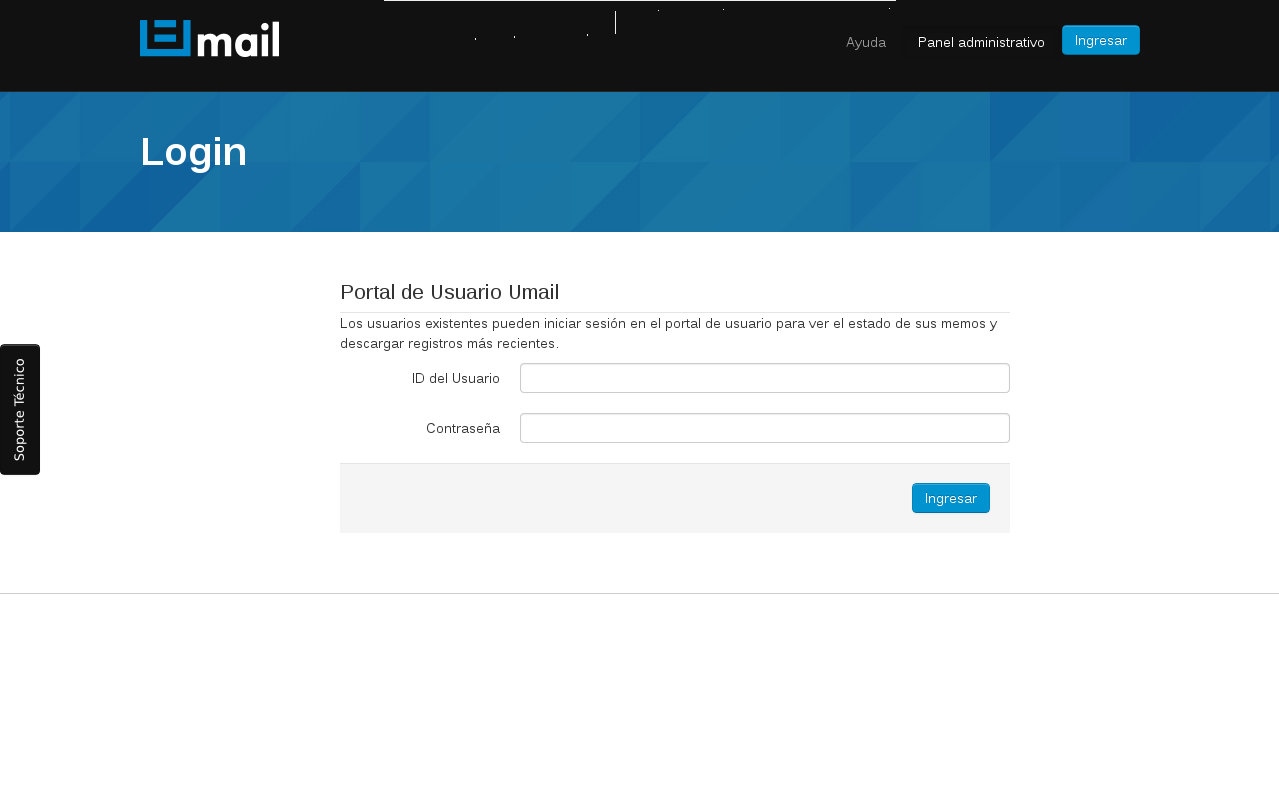 Umail
Ayuda
Panel administrativo
Ingresar
Login
Portal de Usuario Umail
Los usuarios existentes pueden iniciar sesión en el portal de usuario para ver el estado de sus memos y
descargar registros más recientes.
Soporte Técnico
ID del Usuario
Contraseña
Ingresar